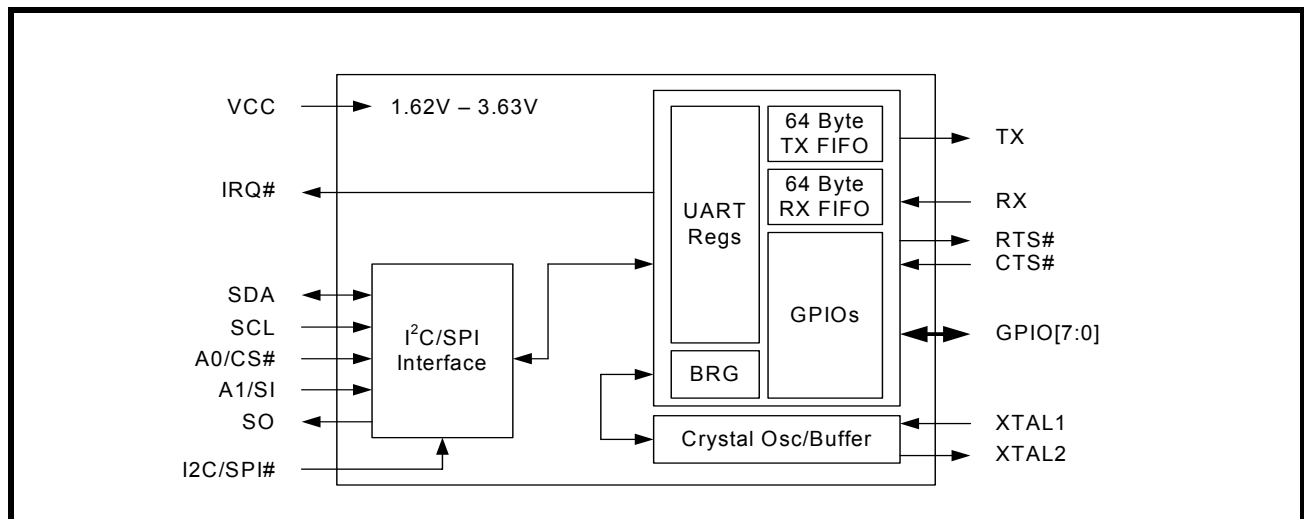 VCC
1.62V – 3.63V
IRQ#
SDA
SCL
A0/CS#
A1/SI
SO
I2C/SPI#
I²C/SPI
Interface
UART
Regs
BRG
64 Byte
TX FIFO
64 Byte
RX FIFO
GPIOs
Crystal Osc/Buffer
TX
RX
RTS#
CTS#
GPIO[7:0]
XTAL1
XTAL2